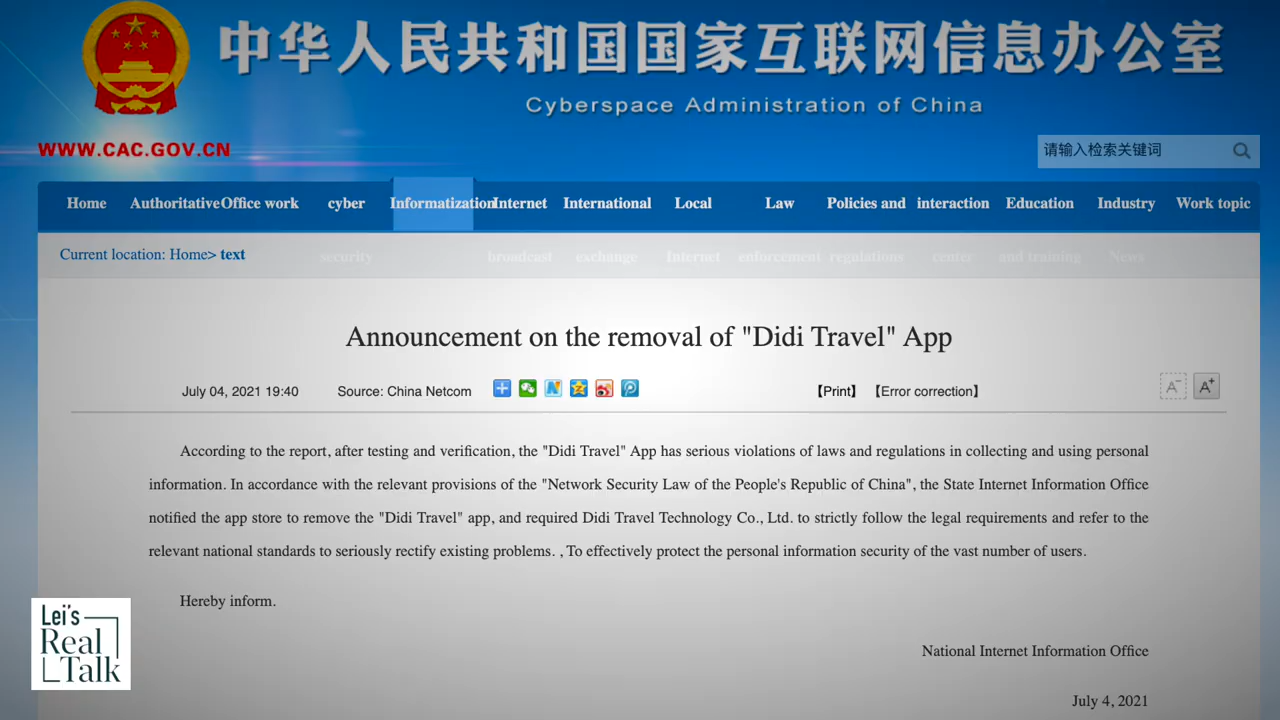 中华人民共和国国家互联网信息办公室
Cyberspace Administration of China
WWW.CAC.GOV.CN
请输入检索关键词
Home Authoritative Office work cyber Informatization Internet International Local Law Policies and interaction Education Industry Work topic
security broadcast exchange Internet enforcement regulations center and training News
Current location: Home> text
Announcement on the removal of "Didi Travel" App
July 04, 2021 19:40 Source: China Netcom 【Print】 【Error correction】 A- A+
According to the report, after testing and verification, the "Didi Travel" App has serious violations of laws and regulations in collecting and using personal
information. In accordance with the relevant provisions of the "Network Security Law of the People's Republic of China", the State Internet Information Office
notified the app store to remove the "Didi Travel" app, and required Didi Travel Technology Co., Ltd. to strictly follow the legal requirements and refer to the
relevant national standards to seriously rectify existing problems. , To effectively protect the personal information security of the vast number of users.
Hereby inform.
National Internet Information Office
July 4, 2021
Lei's
Real
Talk